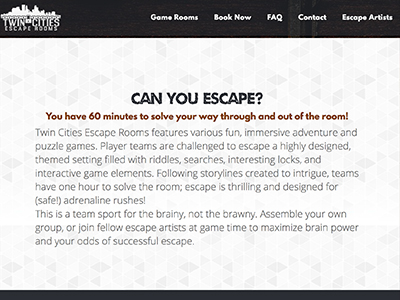 TWIN CITIES
ESCAPE ROOMS
Game Rooms Book Now FAQ Contact Escape Artists
CAN YOU ESCAPE?
You have 60 minutes to solve your way through and out of the room!
Twin Cities Escape Rooms features various fun, immersive adventure and
puzzle games. Player teams are challenged to escape a highly designed,
themed setting filled with riddles, searches, interesting locks, and
interactive game elements. Following storylines created to intrigue, teams
have one hour to solve the room; escape is thrilling and designed for
(safe!) adrenaline rushes!
This is a team sport for the brainy, not the brawny. Assemble your own
group, or join fellow escape artists at game time to maximize brain power
and your odds of successful escape.